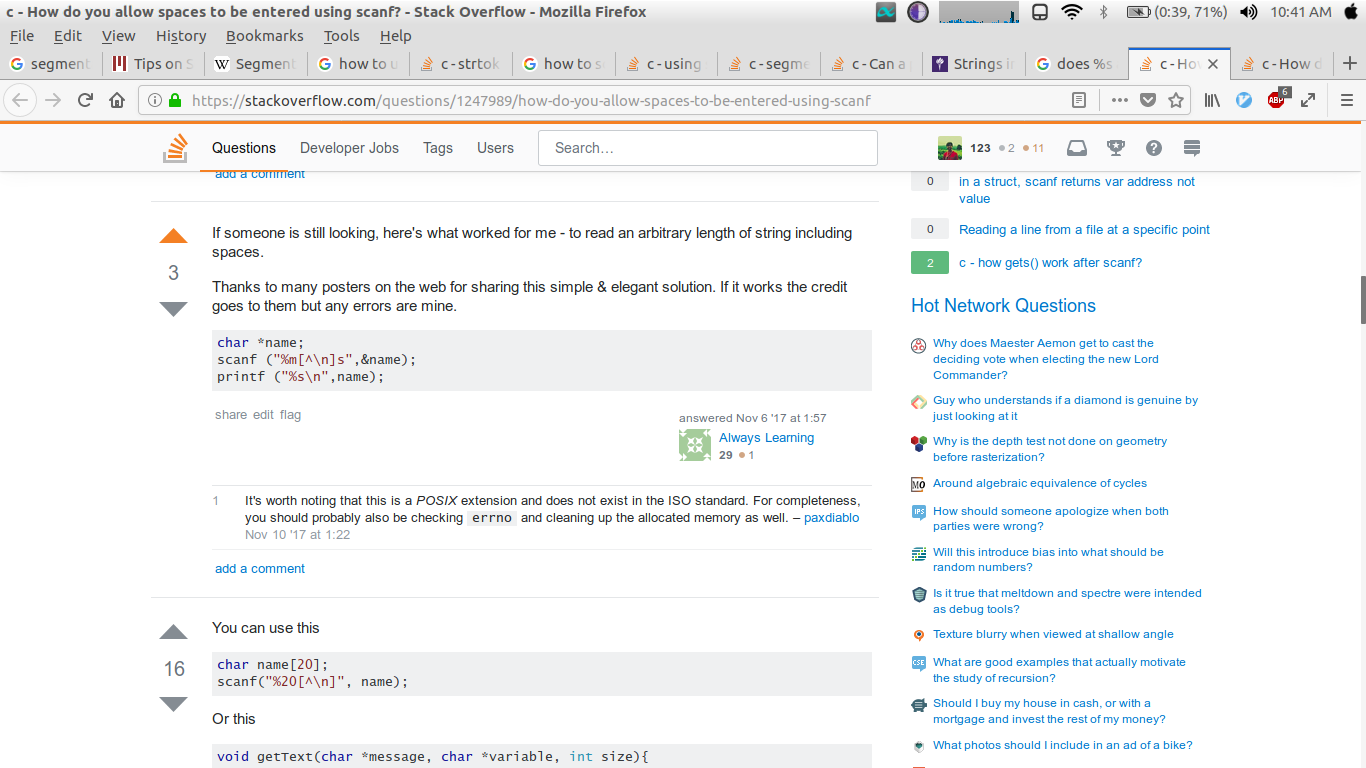 c - How do you allow spaces to be entered using scanf? - Stack Overflow - Mozilla Firefox
(0:39, 71%) 10:41 AM
File Edit View History Bookmarks Tools Help
segment Tips on S Segment how to u c - strtok how to s c - using c - segme c - Can a Strings in does %s c - How c - How d
https://stackoverflow.com/questions/1247989/how-do-you-allow-spaces-to-be-entered-using-scanf
ABP 6
Questions Developer Jobs Tags Users Search… 123 2 11
add a comment
3
If someone is still looking, here's what worked for me - to read an arbitrary length of string including
spaces.
Thanks to many posters on the web for sharing this simple & elegant solution. If it works the credit
goes to them but any errors are mine.
char *name;
scanf ("%m[^\n]s",&name);
printf ("%s\n",name);
share edit flag
answered Nov 6 '17 at 1:57
Always Learning
29 1
1 It's worth noting that this is a POSIX extension and does not exist in the ISO standard. For completeness,
you should probably also be checking errno and cleaning up the allocated memory as well. – paxdiablo
Nov 10 '17 at 1:22
add a comment
16
You can use this
char name[20];
scanf("%20[^\n]", name);
Or this
void getText(char *message, char *variable, int size){
0 in a struct, scanf returns var address not
value
0 Reading a line from a file at a specific point
2 c - how gets() work after scanf?
Hot Network Questions
Why does Maester Aemon get to cast the
deciding vote when electing the new Lord
Commander?
Guy who understands if a diamond is genuine by
just looking at it
Why is the depth test not done on geometry
before rasterization?
MO Around algebraic equivalence of cycles
IPS How should someone apologize when both
parties were wrong?
Will this introduce bias into what should be
random numbers?
Is it true that meltdown and spectre were intended
as debug tools?
Texture blurry when viewed at shallow angle
CSE What are good examples that actually motivate
the study of recursion?
Should I buy my house in cash, or with a
mortgage and invest the rest of my money?
What photos should I include in an ad of a bike?